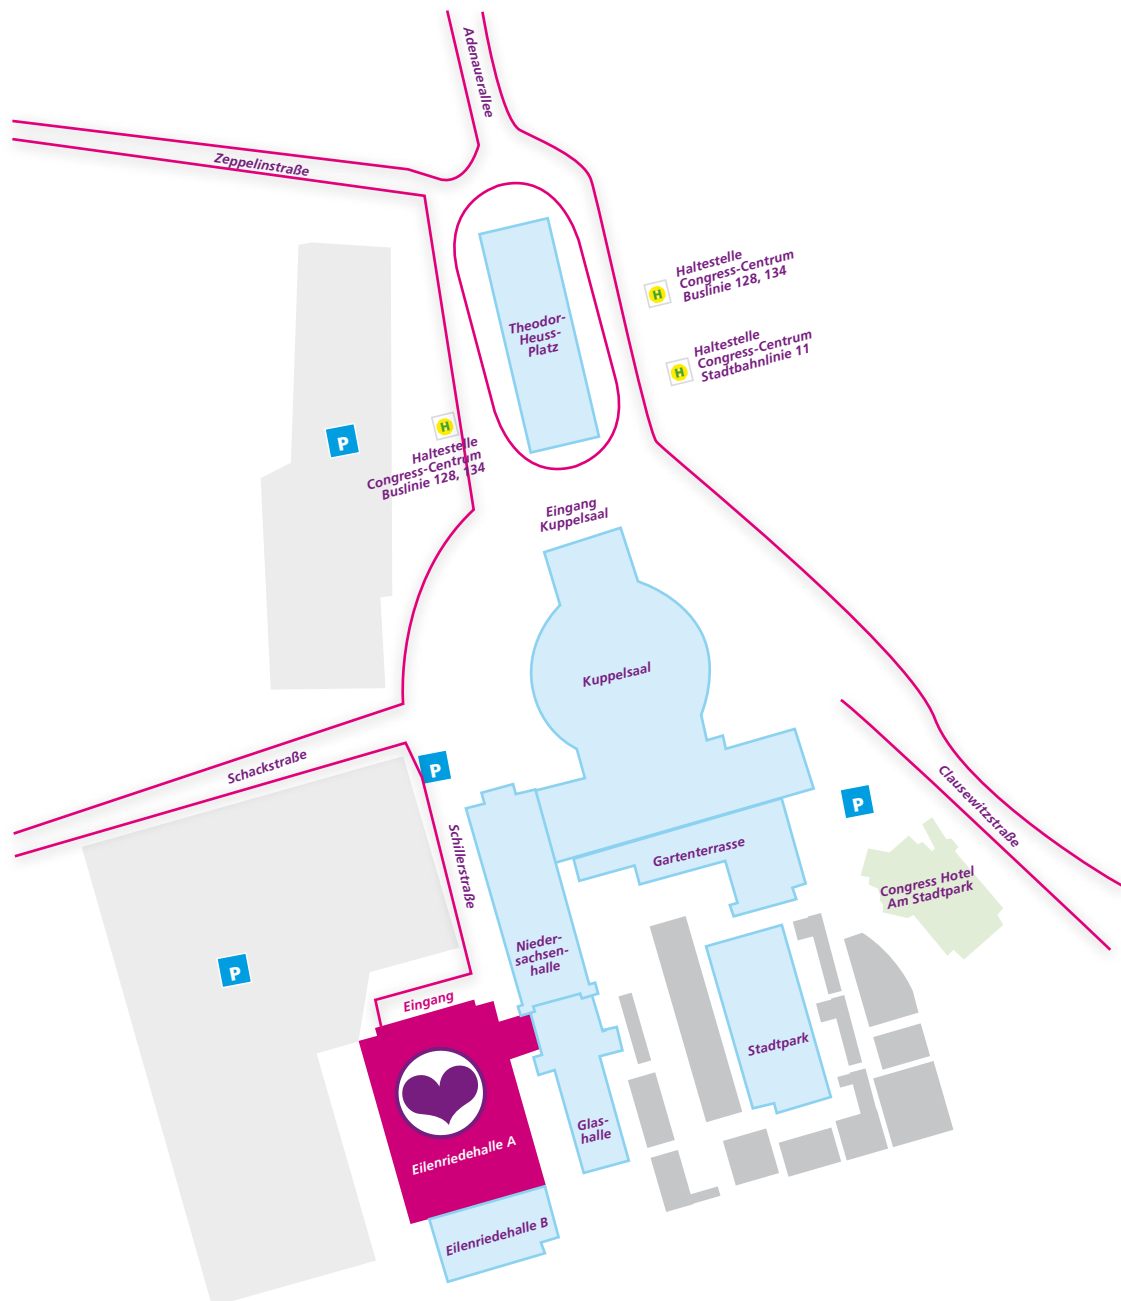 Adenauerallee
Zeppelinstraße
Haltestelle
Congress-Centrum
Buslinie 128, 134
H
Theodor-
Heuss-
Platz
Haltestelle
Congress-Centrum
Stadtbahnlinie 11
H
H
P
Haltestelle
Congress-Centrum
Buslinie 128, 134
Eingang
Kuppelsaal
Kuppelsaal
Schackstraße
P
P
Clausewitzstraße
Schillerstraße
Gartenterrasse
Congress Hotel
Am Stadtpark
Nieder-
sachsen-
halle
P
Eingang
Stadtpark
Glas-
halle
Eilenriedehalle A
Eilenriedehalle B